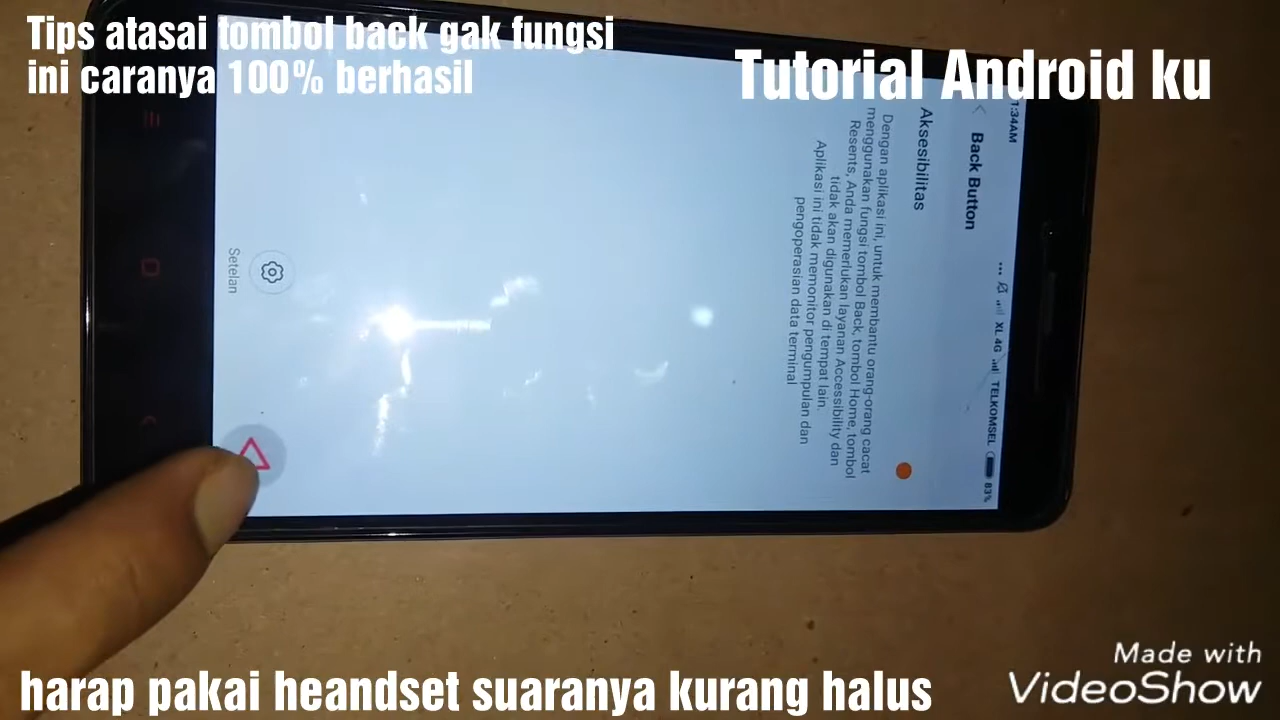 Tips atasai tombol back gak fungsi
ini caranya 100% berhasil
Tutorial Android ku
1:34AM
XL 4G
TELKOMSEL
83%
Back Button
Aksesibilitas
Dengan aplikasi ini, untuk membantu orang-orang cacat
menggunakan fungsi tombol Back, tombol Home, tombol
Resents, Anda memerlukan layanan Accessibility dan
tidak akan digunakan di tempat lain.
Aplikasi ini tidak memonitor pengumpulan dan
pengoperasian data terminal
Setelan
harap pakai heandset suaranya kurang halus
Made with
VideoShow